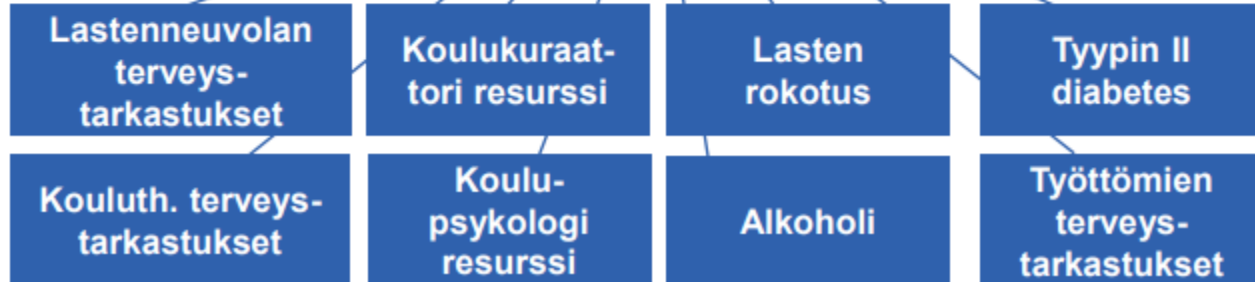 Lastenneuvolan
terveys-
tarkastukset
Koulukuraat-
tori resurssi
Lasten
rokotus
Tyypin II
diabetes
Kouluth. terveys-
tarkastukset
Koulu-
psykologi
resurssi
Alkoholi
Työttömien
terveys-
tarkastukset